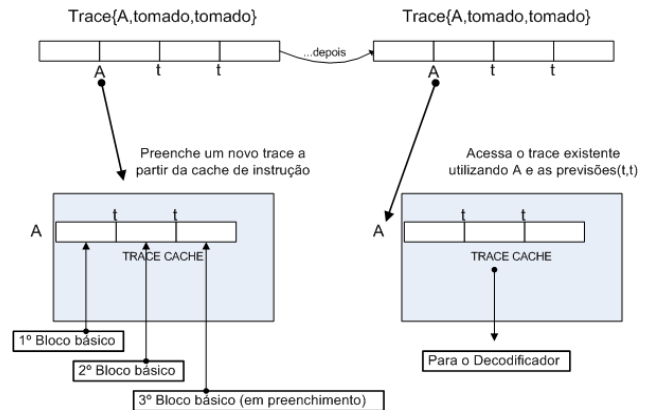 Trace{A,tomado,tomado}
Trace{A,tomado,tomado}
...depois
A t t
A t t
Preenche um novo trace a
partir da cache de instrução
Acessa o trace existente
utilizando A e as previsões(t,t)
t t
A
TRACE CACHE
t t
A
TRACE CACHE
1º Bloco básico
2º Bloco básico
3º Bloco básico (em preenchimento)
Para o Decodificador